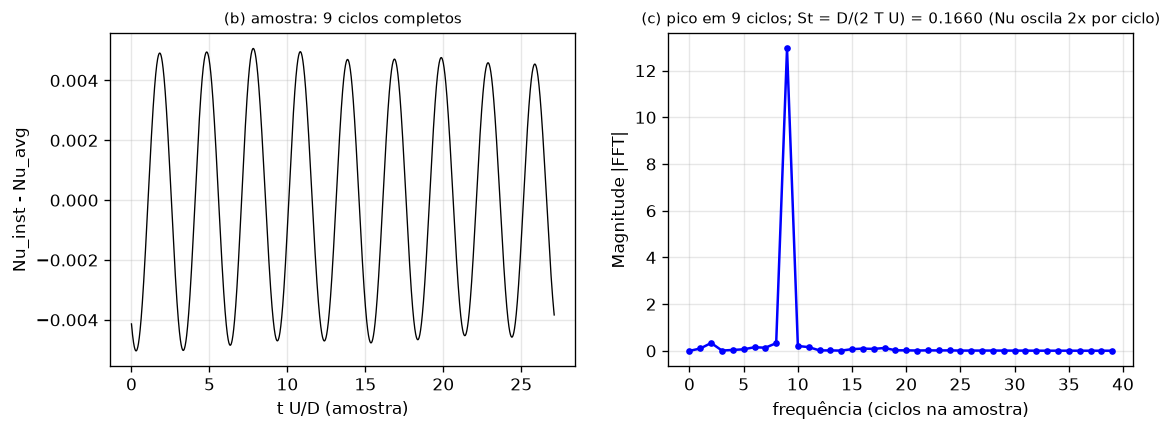 (b) amostra: 9 ciclos completos
Nu_inst - Nu_avg
0.004
0.002
0.000
−0.002
−0.004
0 5 10 15 20 25
t U/D (amostra)
(c) pico em 9 ciclos; St = D/(2 T U) = 0.1660 (Nu oscila 2x por ciclo)
Magnitude |FFT|
12
10
8
6
4
2
0
0 5 10 15 20 25 30 35 40
frequência (ciclos na amostra)